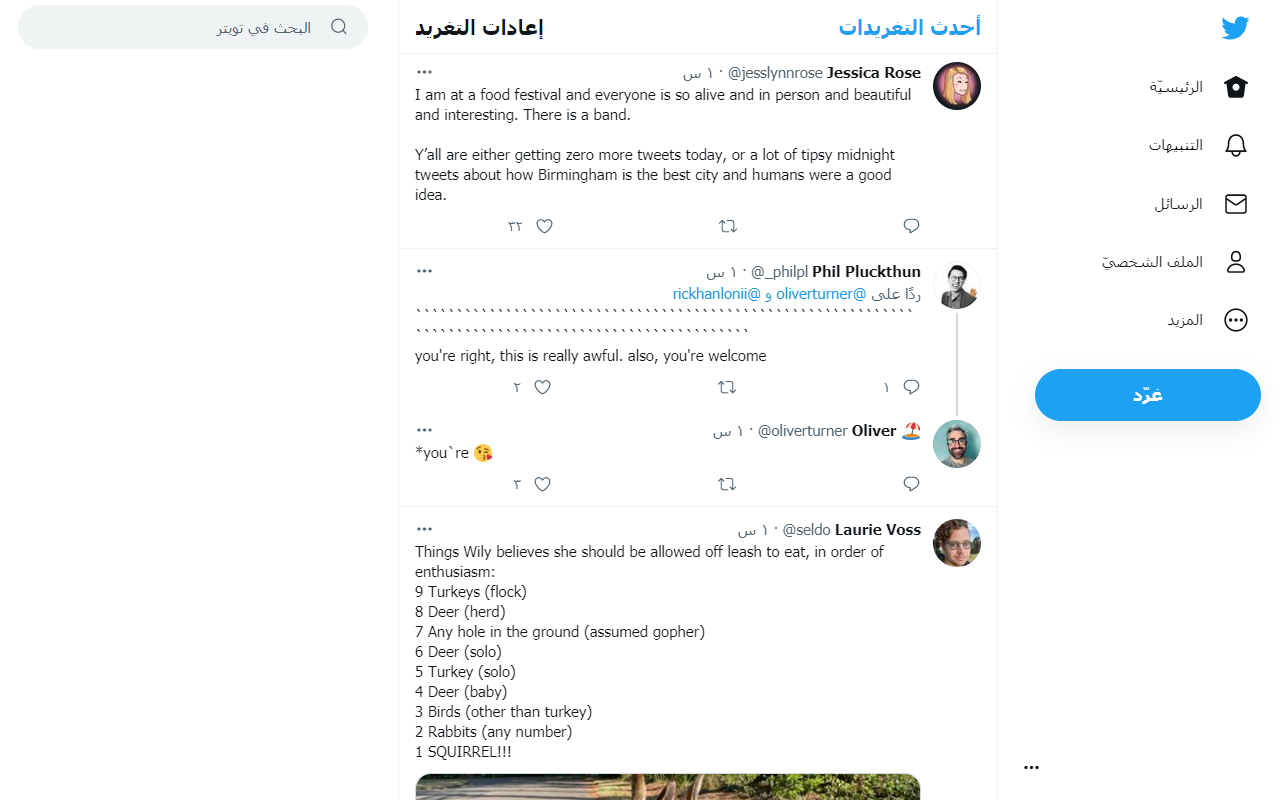 أحدث التغريدات
إعادات التغريد
البحث في تويتر
الرئيسيّة
التنبيهات
الرسائل
الملف الشخصيّ
المزيد
غرّد
Jessica Rose @jesslynnrose · ١ س
I am at a food festival and everyone is so alive and in person and beautiful
and interesting. There is a band.
Y’all are either getting zero more tweets today, or a lot of tipsy midnight
tweets about how Birmingham is the best city and humans were a good
idea.
٣٢
Phil Pluckthun @_philpl · ١ س
ردًا على @oliverturner و @rickhanlonii
`````````````````````````````````````````````````````````````
`````````````````````````````````````````
you're right, this is really awful. also, you're welcome
١
٢
Oliver 🏖️ @oliverturner · ١ س
*you`re 😘
٣
Laurie Voss @seldo · ١ س
Things Wily believes she should be allowed off leash to eat, in order of
enthusiasm:
9 Turkeys (flock)
8 Deer (herd)
7 Any hole in the ground (assumed gopher)
6 Deer (solo)
5 Turkey (solo)
4 Deer (baby)
3 Birds (other than turkey)
2 Rabbits (any number)
1 SQUIRREL!!!